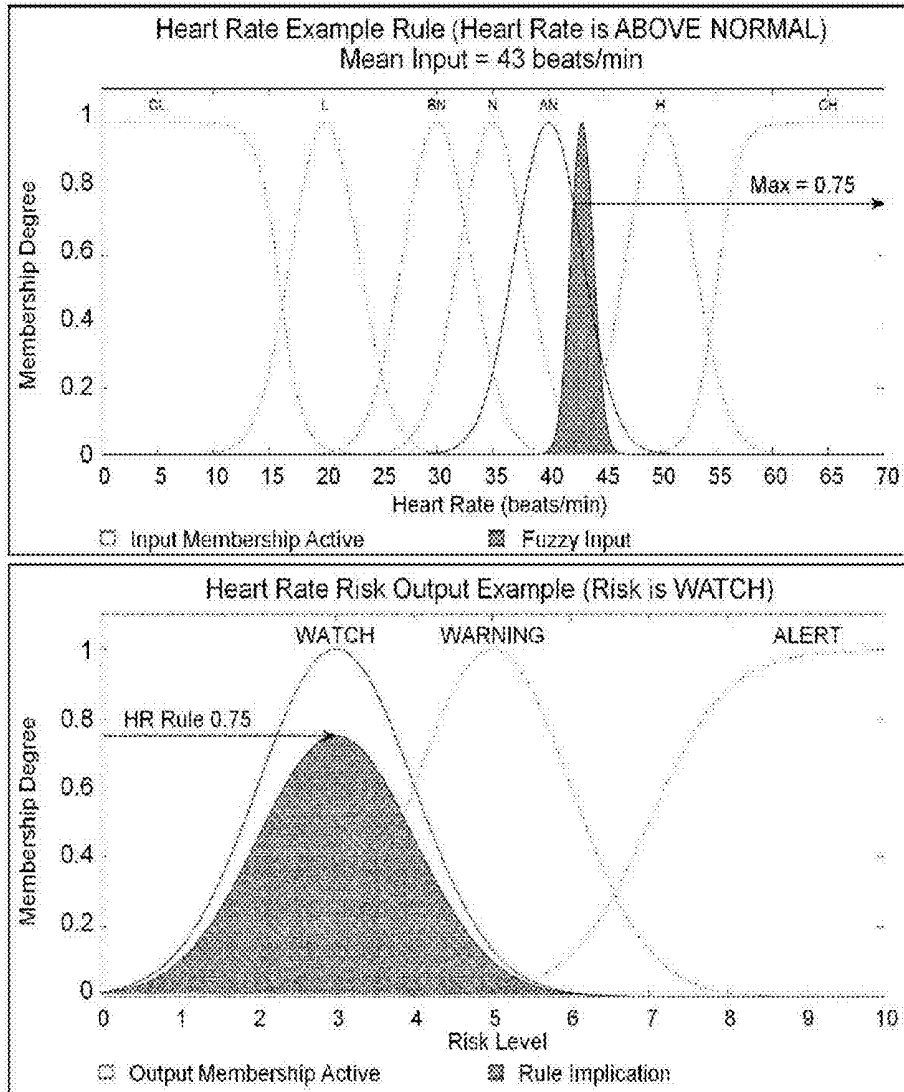 Heart Rate Example Rule (Heart Rate is ABOVE NORMAL)
Mean Input = 43 beats/min
L BN N AN H CH
Membership Degree
1
0.8
0.6
0.4
0.2
0
Max = 0.75
0 5 10 15 20 25 30 35 40 45 50 55 60 65 70
Heart Rate (beats/min)
Input Membership Active Fuzzy Input
Heart Rate Risk Output Example (Risk is WATCH)
WATCH WARNING ALERT
Membership Degree
1
0.8
0.6
0.4
0.2
0
HR Rule 0.75
0 1 2 3 4 5 6 7 8 9 10
Risk Level
Output Membership Active Rule Implication